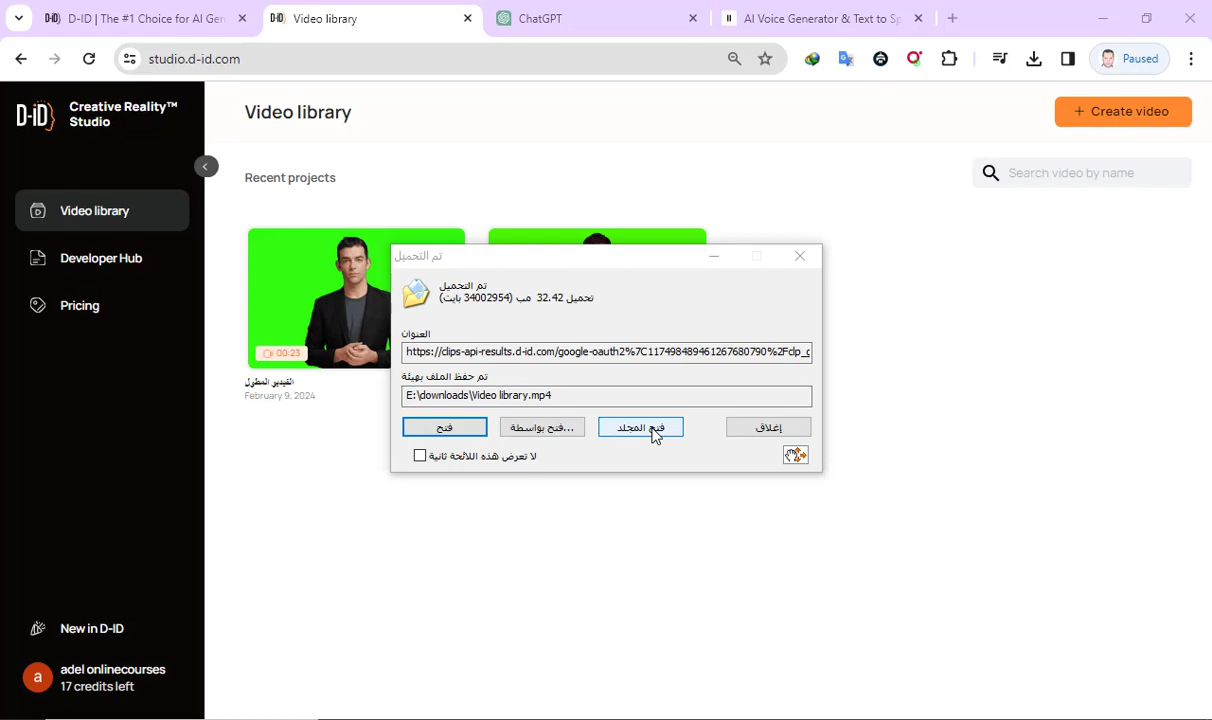 D-ID | The #1 Choice for AI Gen
Video library
ChatGPT
AI Voice Generator & Text to Sp
studio.d-id.com
Paused
D-iD
Creative Reality™
Studio
Video library
+ Create video
Recent projects
Search video by name
Video library
Developer Hub
Pricing
00:23
الفيديو المطول
February 9, 2024
تم التحميل
تم التحميل
تحميل 32.42 مب (34002954 بايت)
العنوان
https://clips-api-results.d-id.com/google-oauth2%7C117498489461267680790%2Fclp_c
تم حفظ الملف بهيئة
E:\downloads\Video library.mp4
فتح
فتح بواسطة...
فتح المجلد
إغلاق
لا تعرض هذه اللائحة ثانية
New in D-ID
a
adel onlinecourses
17 credits left